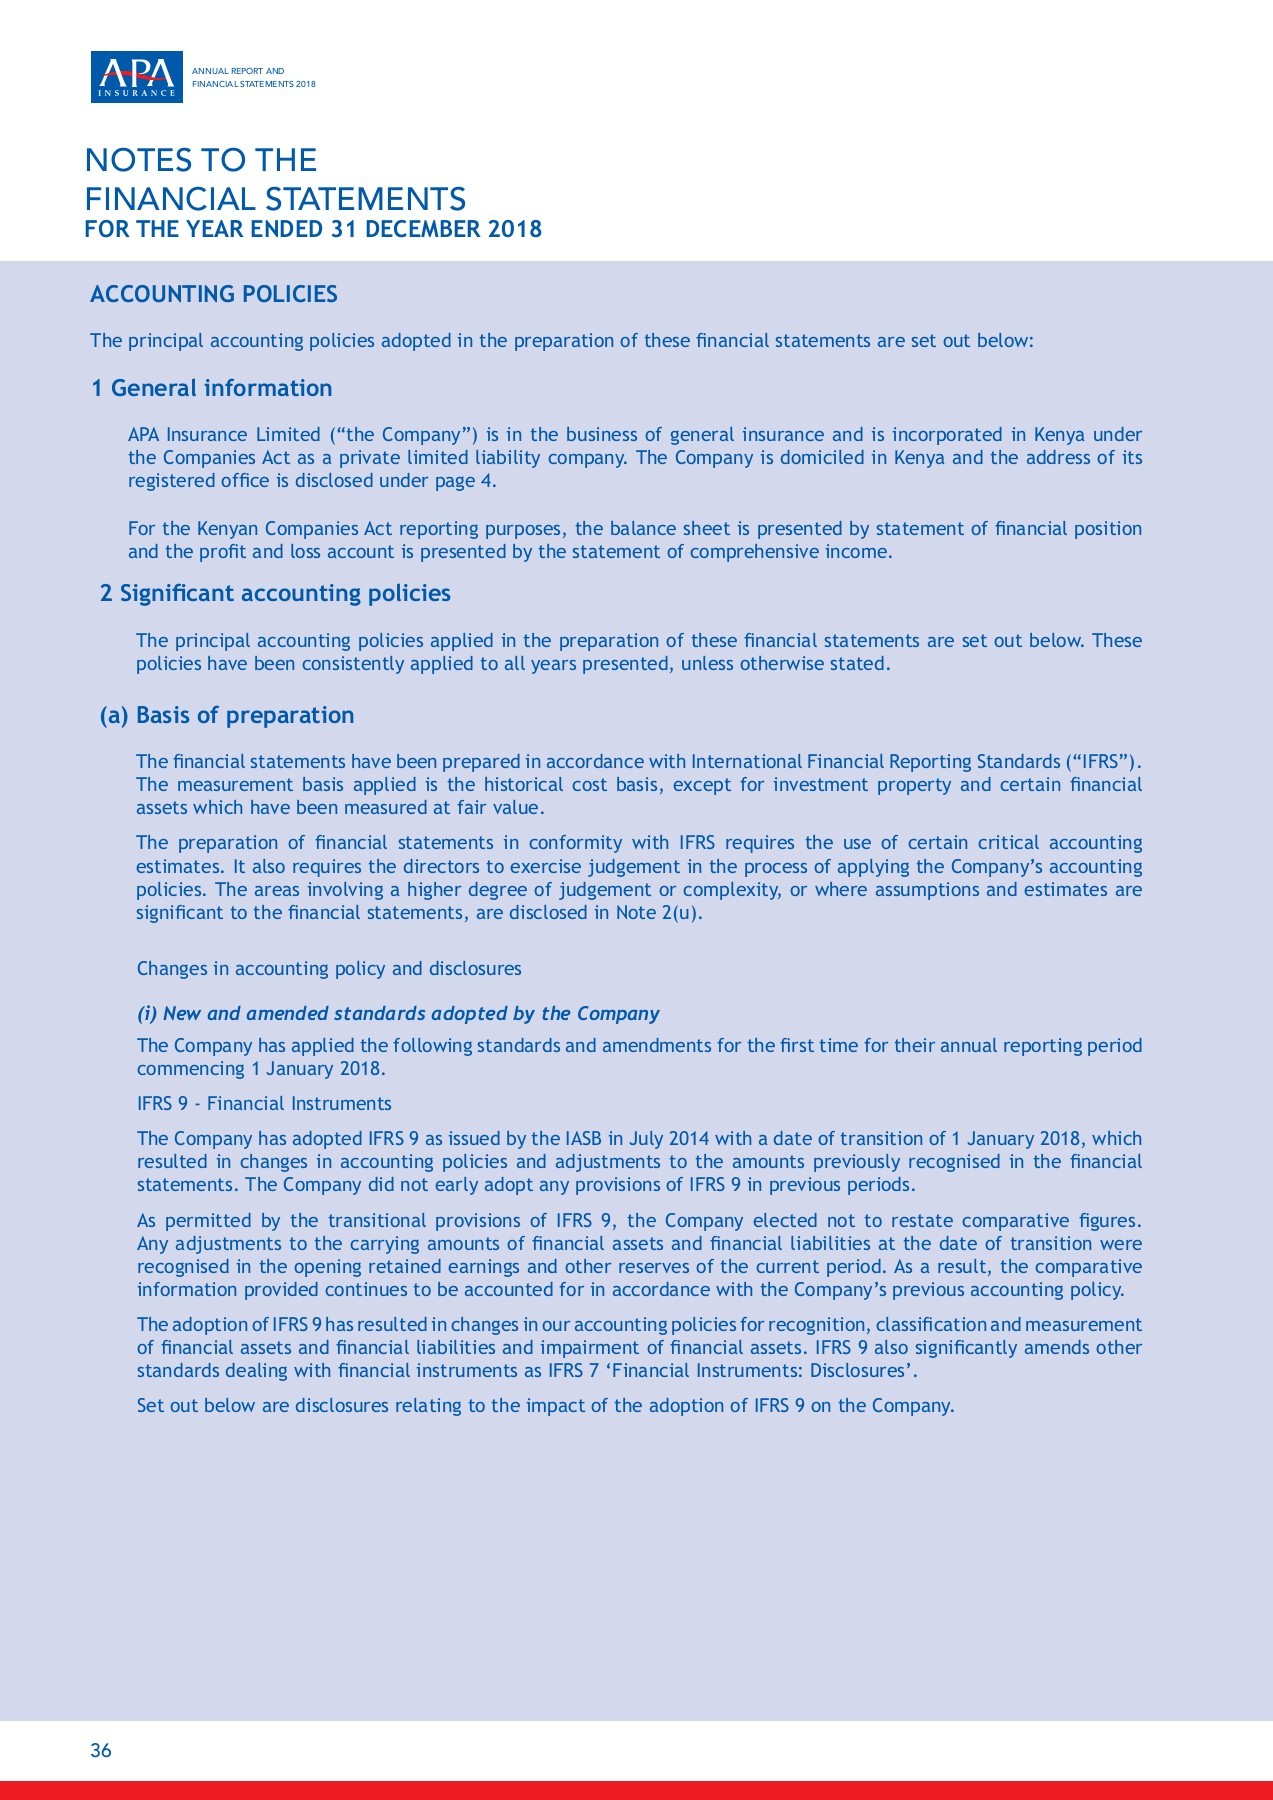 APA
INSURANCE
ANNUAL REPORT AND
FINANCIAL STATEMENTS 2018
NOTES TO THE
FINANCIAL STATEMENTS
FOR THE YEAR ENDED 31 DECEMBER 2018
ACCOUNTING POLICIES
The principal accounting policies adopted in the preparation of these financial statements are set out below:
1 General information
APA Insurance Limited (“the Company”) is in the business of general insurance and is incorporated in Kenya under
the Companies Act as a private limited liability company. The Company is domiciled in Kenya and the address of its
registered office is disclosed under page 4.
For the Kenyan Companies Act reporting purposes, the balance sheet is presented by statement of financial position
and the profit and loss account is presented by the statement of comprehensive income.
2 Significant accounting policies
The principal accounting policies applied in the preparation of these financial statements are set out below. These
policies have been consistently applied to all years presented, unless otherwise stated.
(a) Basis of preparation
The financial statements have been prepared in accordance with International Financial Reporting Standards (“IFRS”).
The measurement basis applied is the historical cost basis, except for investment property and certain financial
assets which have been measured at fair value.
The preparation of financial statements in conformity with IFRS requires the use of certain critical accounting
estimates. It also requires the directors to exercise judgement in the process of applying the Company’s accounting
policies. The areas involving a higher degree of judgement or complexity, or where assumptions and estimates are
significant to the financial statements, are disclosed in Note 2(u).
Changes in accounting policy and disclosures
(i) New and amended standards adopted by the Company
The Company has applied the following standards and amendments for the first time for their annual reporting period
commencing 1 January 2018.
IFRS 9 - Financial Instruments
The Company has adopted IFRS 9 as issued by the IASB in July 2014 with a date of transition of 1 January 2018, which
resulted in changes in accounting policies and adjustments to the amounts previously recognised in the financial
statements. The Company did not early adopt any provisions of IFRS 9 in previous periods.
As permitted by the transitional provisions of IFRS 9, the Company elected not to restate comparative figures.
Any adjustments to the carrying amounts of financial assets and financial liabilities at the date of transition were
recognised in the opening retained earnings and other reserves of the current period. As a result, the comparative
information provided continues to be accounted for in accordance with the Company’s previous accounting policy.
The adoption of IFRS 9 has resulted in changes in our accounting policies for recognition, classification and measurement
of financial assets and financial liabilities and impairment of financial assets. IFRS 9 also significantly amends other
standards dealing with financial instruments as IFRS 7 ‘Financial Instruments: Disclosures’.
Set out below are disclosures relating to the impact of the adoption of IFRS 9 on the Company.
36